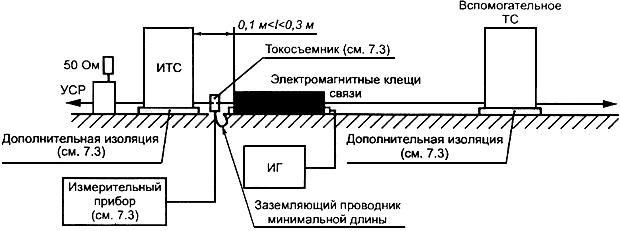 0,1 м<l<0,3 м
Вспомогательное
ТС
50 Ом
ИТС
Токосъемник (см. 7.3)
УСР
Электромагнитные клещи
связи
Дополнительная изоляция
(см. 7.3)
ИГ
Дополнительная изоляция
(см. 7.3)
Измерительный
прибор
(см. 7.3)
Заземляющий проводник
минимальной длины